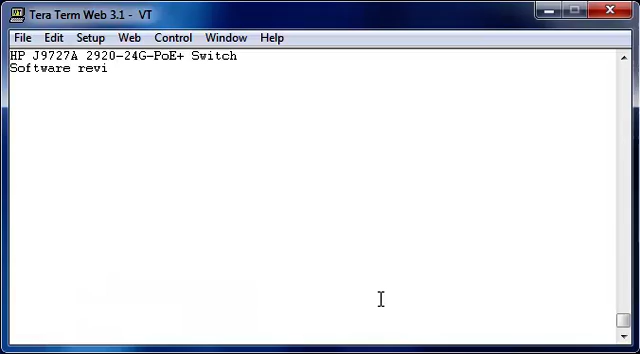 VT Tera Term Web 3.1 - VT
File Edit Setup Web Control Window Help
HP J9727A 2920-24G-PoE+ Switch
Software revi